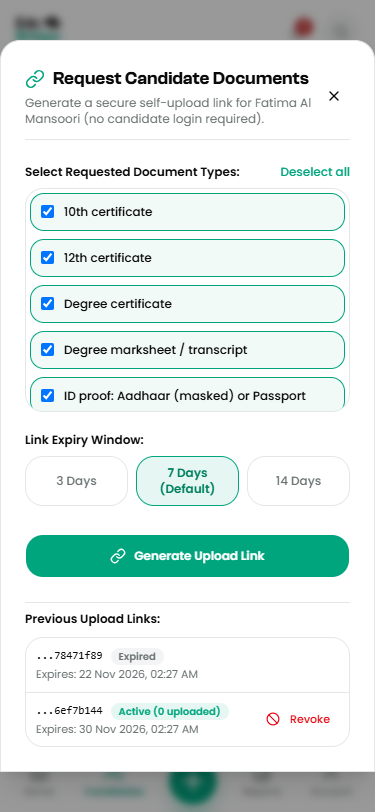 Request Candidate Documents
Generate a secure self-upload link for Fatima Al
Mansoori (no candidate login required).
Select Requested Document Types:
Deselect all
10th certificate
12th certificate
Degree certificate
Degree marksheet / transcript
ID proof: Aadhaar (masked) or Passport
Link Expiry Window:
3 Days
7 Days
(Default)
14 Days
Generate Upload Link
Previous Upload Links:
...78471f89 Expired
Expires: 22 Nov 2026, 02:27 AM
...6ef7b144 Active (0 uploaded)
Expires: 30 Nov 2026, 02:27 AM
Revoke